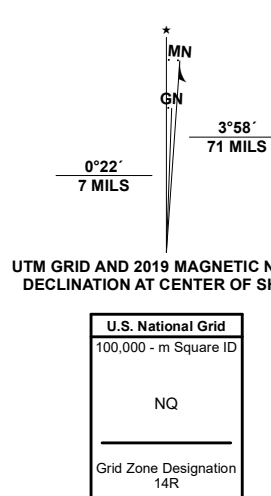 ★
MN
GN
3°58´
71 MILS
0°22´
7 MILS
UTM GRID AND 2019 MAGNETIC N
DECLINATION AT CENTER OF SH
U.S. National Grid
100,000 - m Square ID
NQ
Grid Zone Designation
14R